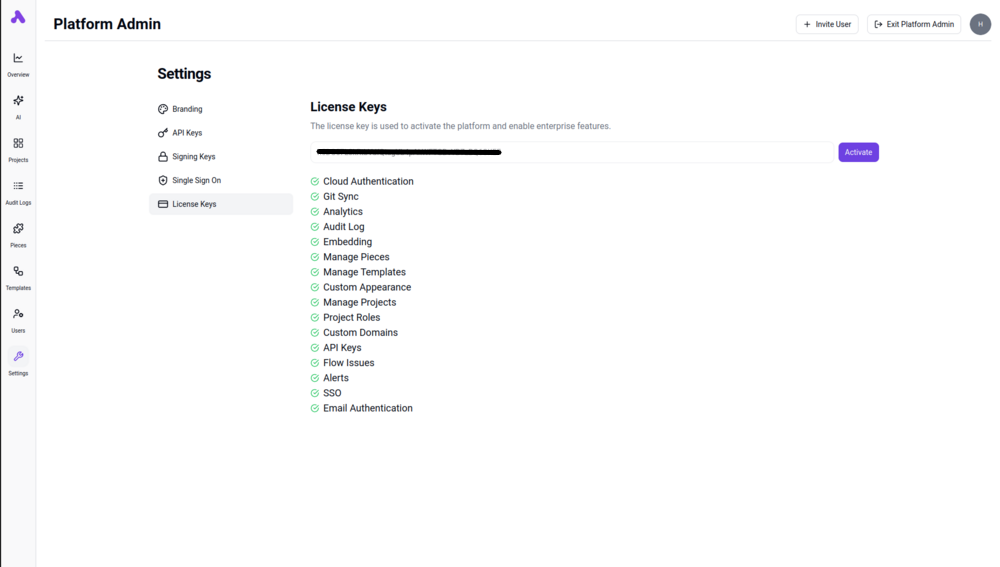 Platform Admin
Invite User
Exit Platform Admin
H
Overview
AI
Projects
Audit Logs
Pieces
Templates
Users
Settings
Settings
Branding
API Keys
Signing Keys
Single Sign On
License Keys
License Keys
The license key is used to activate the platform and enable enterprise features.
Activate
Cloud Authentication
Git Sync
Analytics
Audit Log
Embedding
Manage Pieces
Manage Templates
Custom Appearance
Manage Projects
Project Roles
Custom Domains
API Keys
Flow Issues
Alerts
SSO
Email Authentication